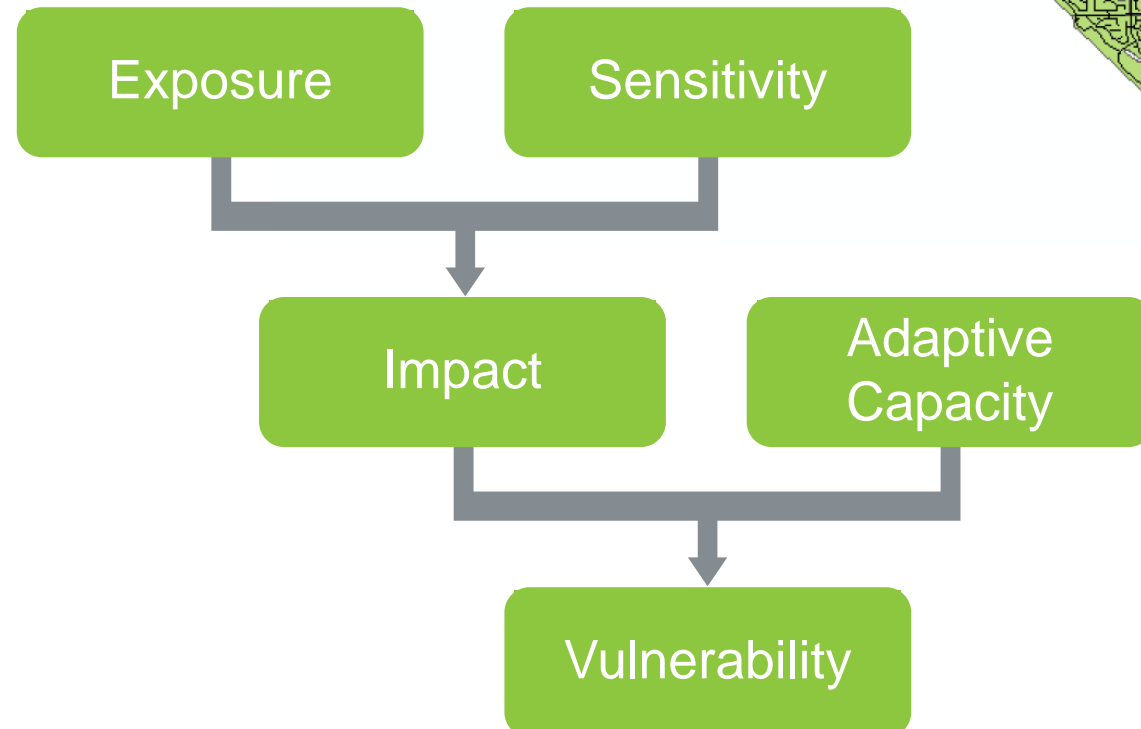 Exposure
Sensitivity
Impact
Adaptive
Capacity
Vulnerability